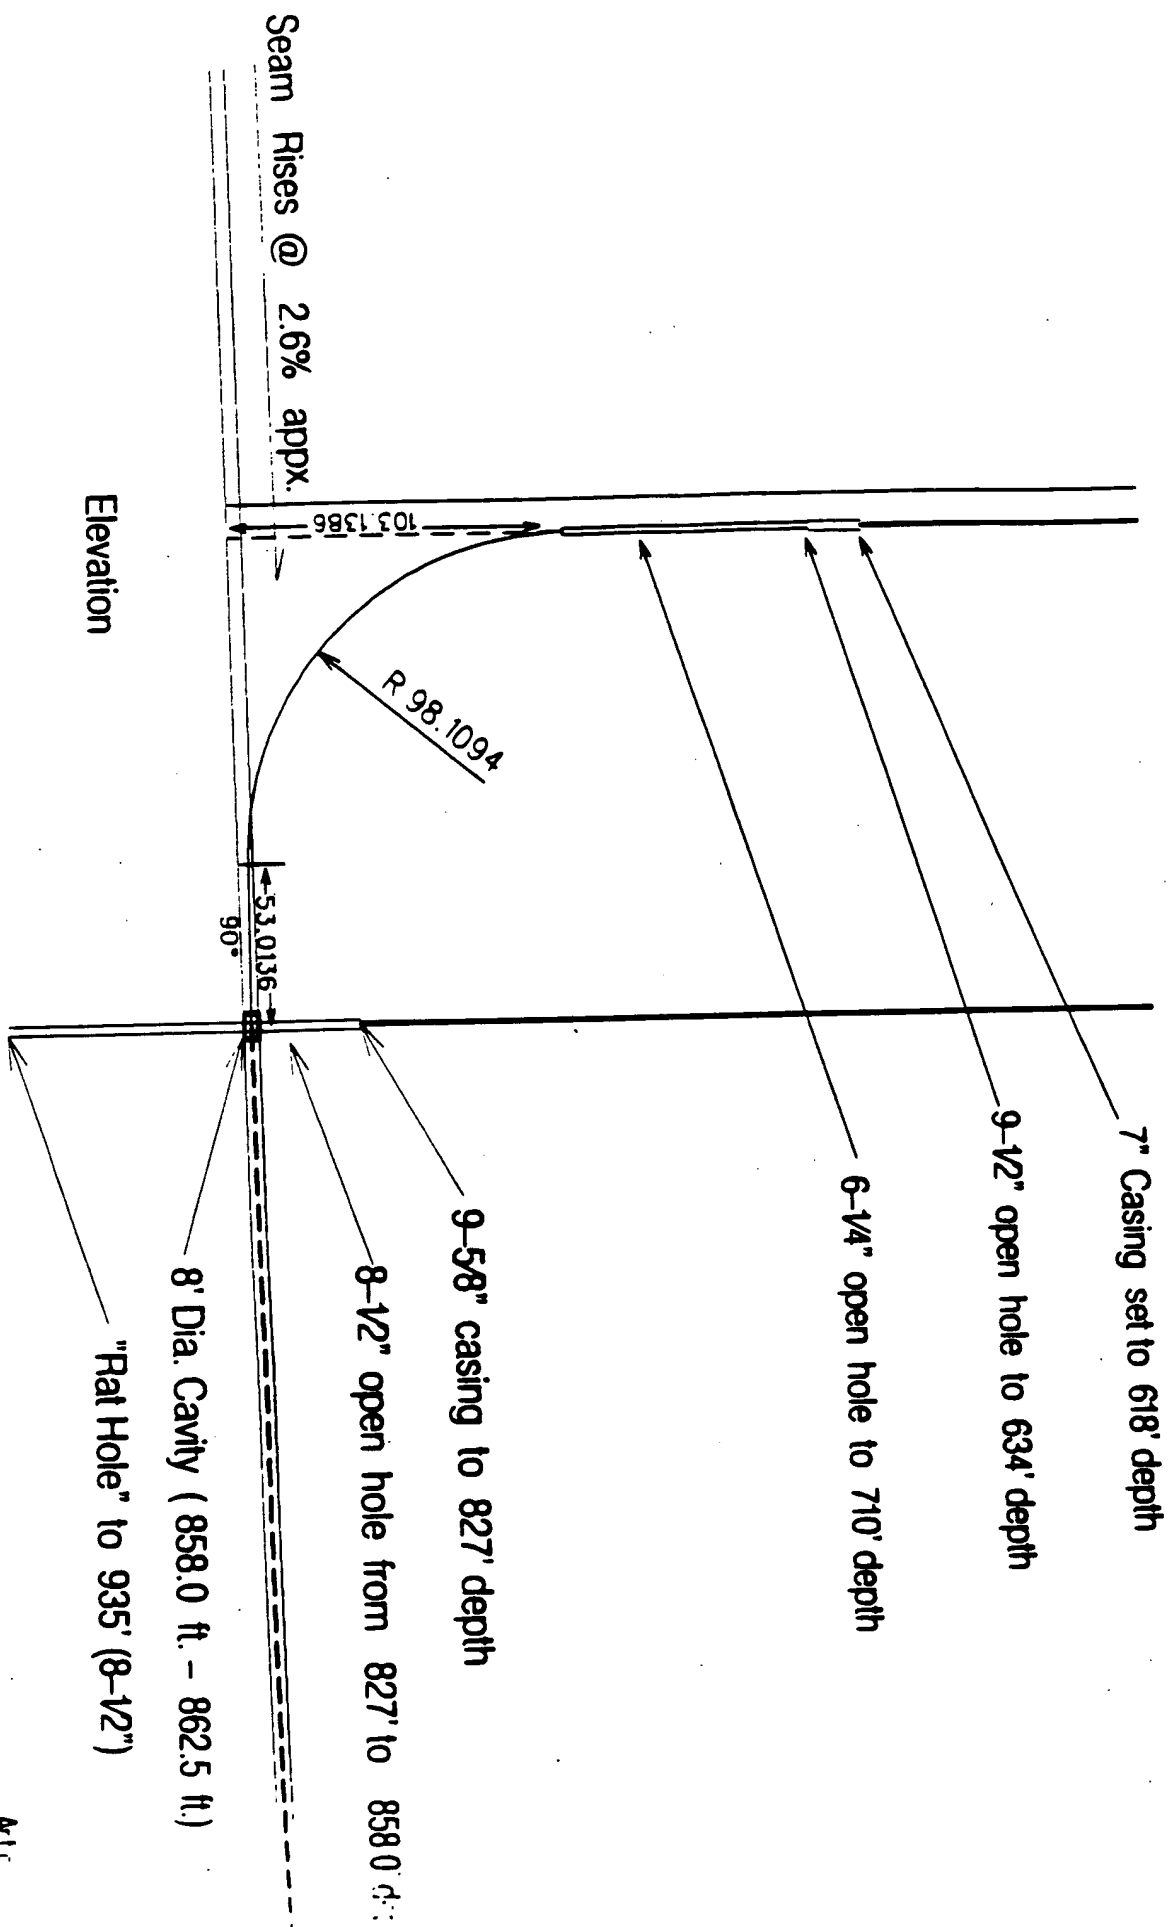 7" Casing set to 618' depth
9-1/2" open hole to 634' depth
6-1/4" open hole to 710' depth
9-5/8" casing to 827' depth
8-1/2" open hole from 827' to 858.0'
8' Dia. Cavity ( 858.0 ft. - 862.5 ft.)
"Rat Hole" to 935' (8-1/2")
R 98.1094
103.1386
53.0136
90°
Seam Rises @ 2.6% appx.
Elevation